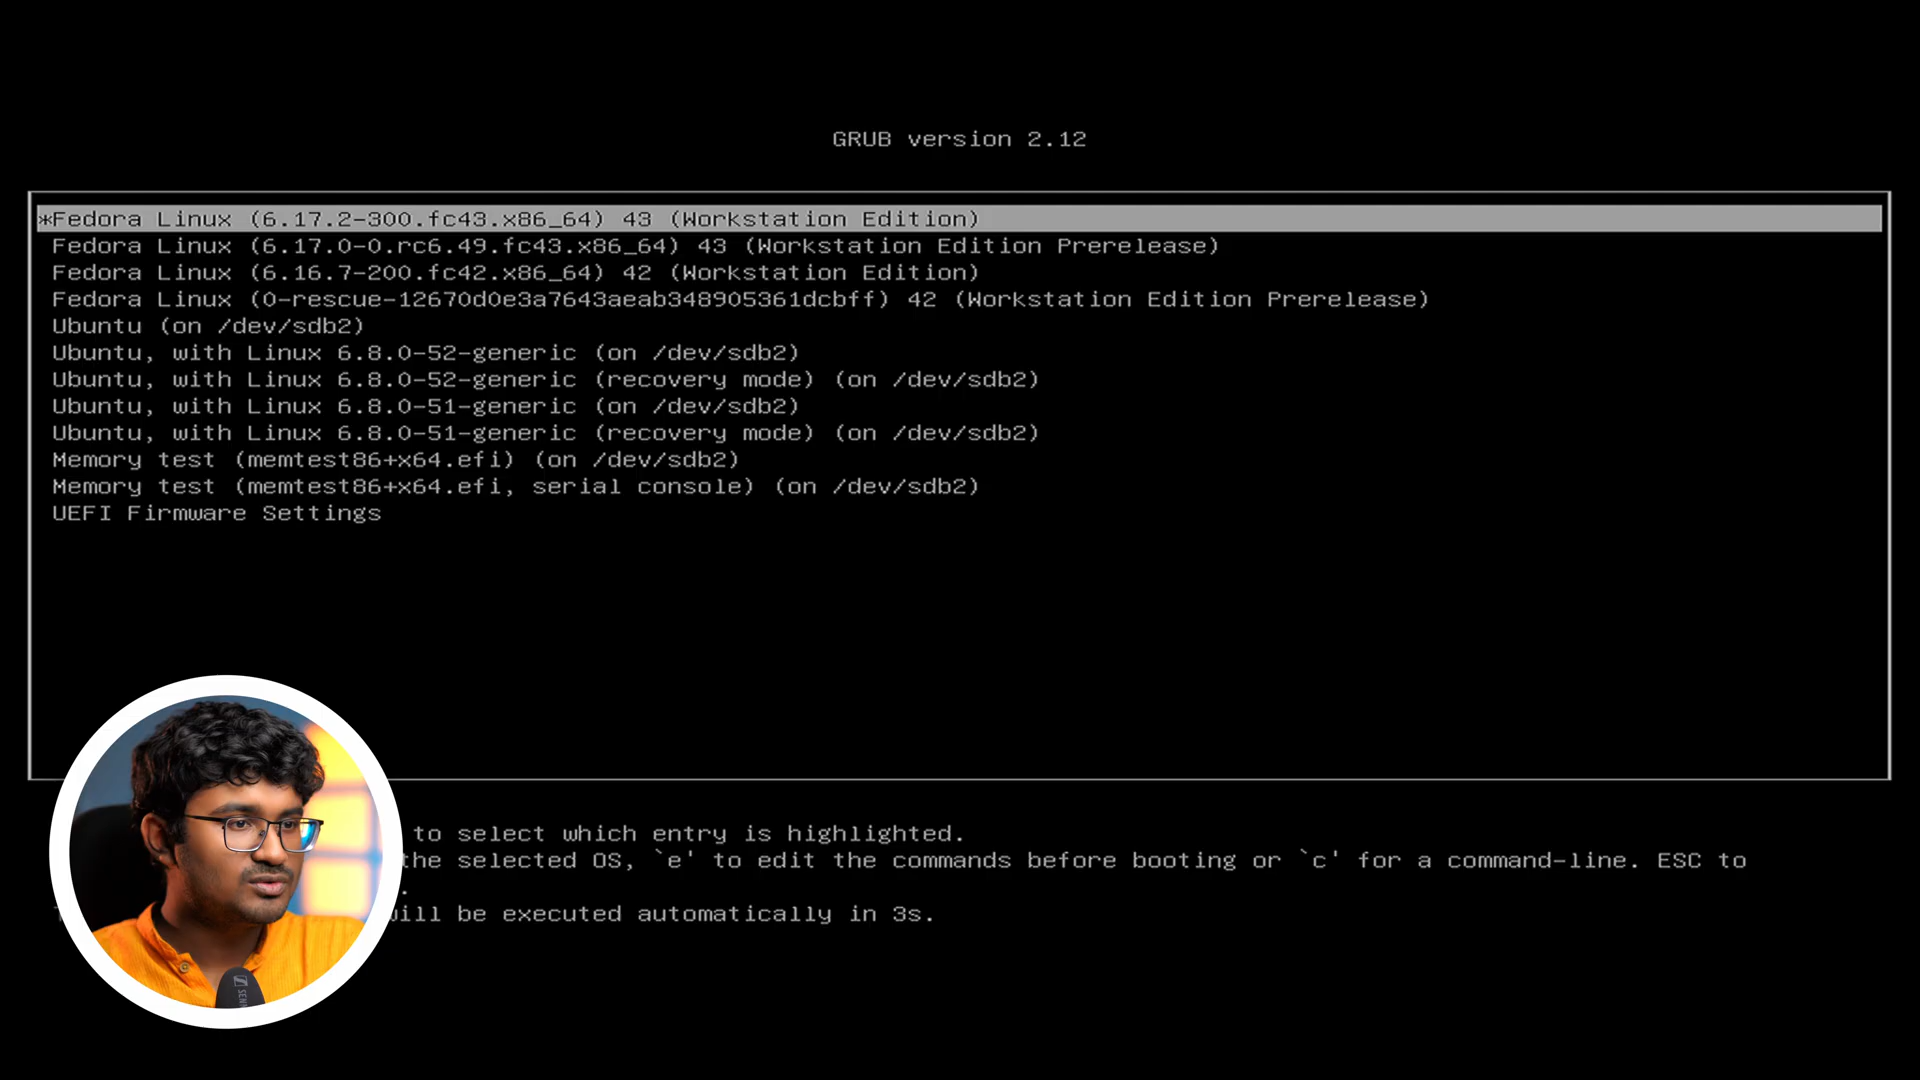 GRUB version 2.12
*Fedora Linux (6.17.2-300.fc43.x86_64) 43 (Workstation Edition)
Fedora Linux (6.17.0-0.rc6.49.fc43.x86_64) 43 (Workstation Edition Prerelease)
Fedora Linux (6.16.7-200.fc42.x86_64) 42 (Workstation Edition)
Fedora Linux (0-rescue-12670d0e3a7643aeab348905361dcbff) 42 (Workstation Edition Prerelease)
Ubuntu (on /dev/sdb2)
Ubuntu, with Linux 6.8.0-52-generic (on /dev/sdb2)
Ubuntu, with Linux 6.8.0-52-generic (recovery mode) (on /dev/sdb2)
Ubuntu, with Linux 6.8.0-51-generic (on /dev/sdb2)
Ubuntu, with Linux 6.8.0-51-generic (recovery mode) (on /dev/sdb2)
Memory test (memtest86+x64.efi) (on /dev/sdb2)
Memory test (memtest86+x64.efi, serial console) (on /dev/sdb2)
UEFI Firmware Settings
to select which entry is highlighted.
the selected OS, `e' to edit the commands before booting or `c' for a command-line. ESC to
.
will be executed automatically in 3s.